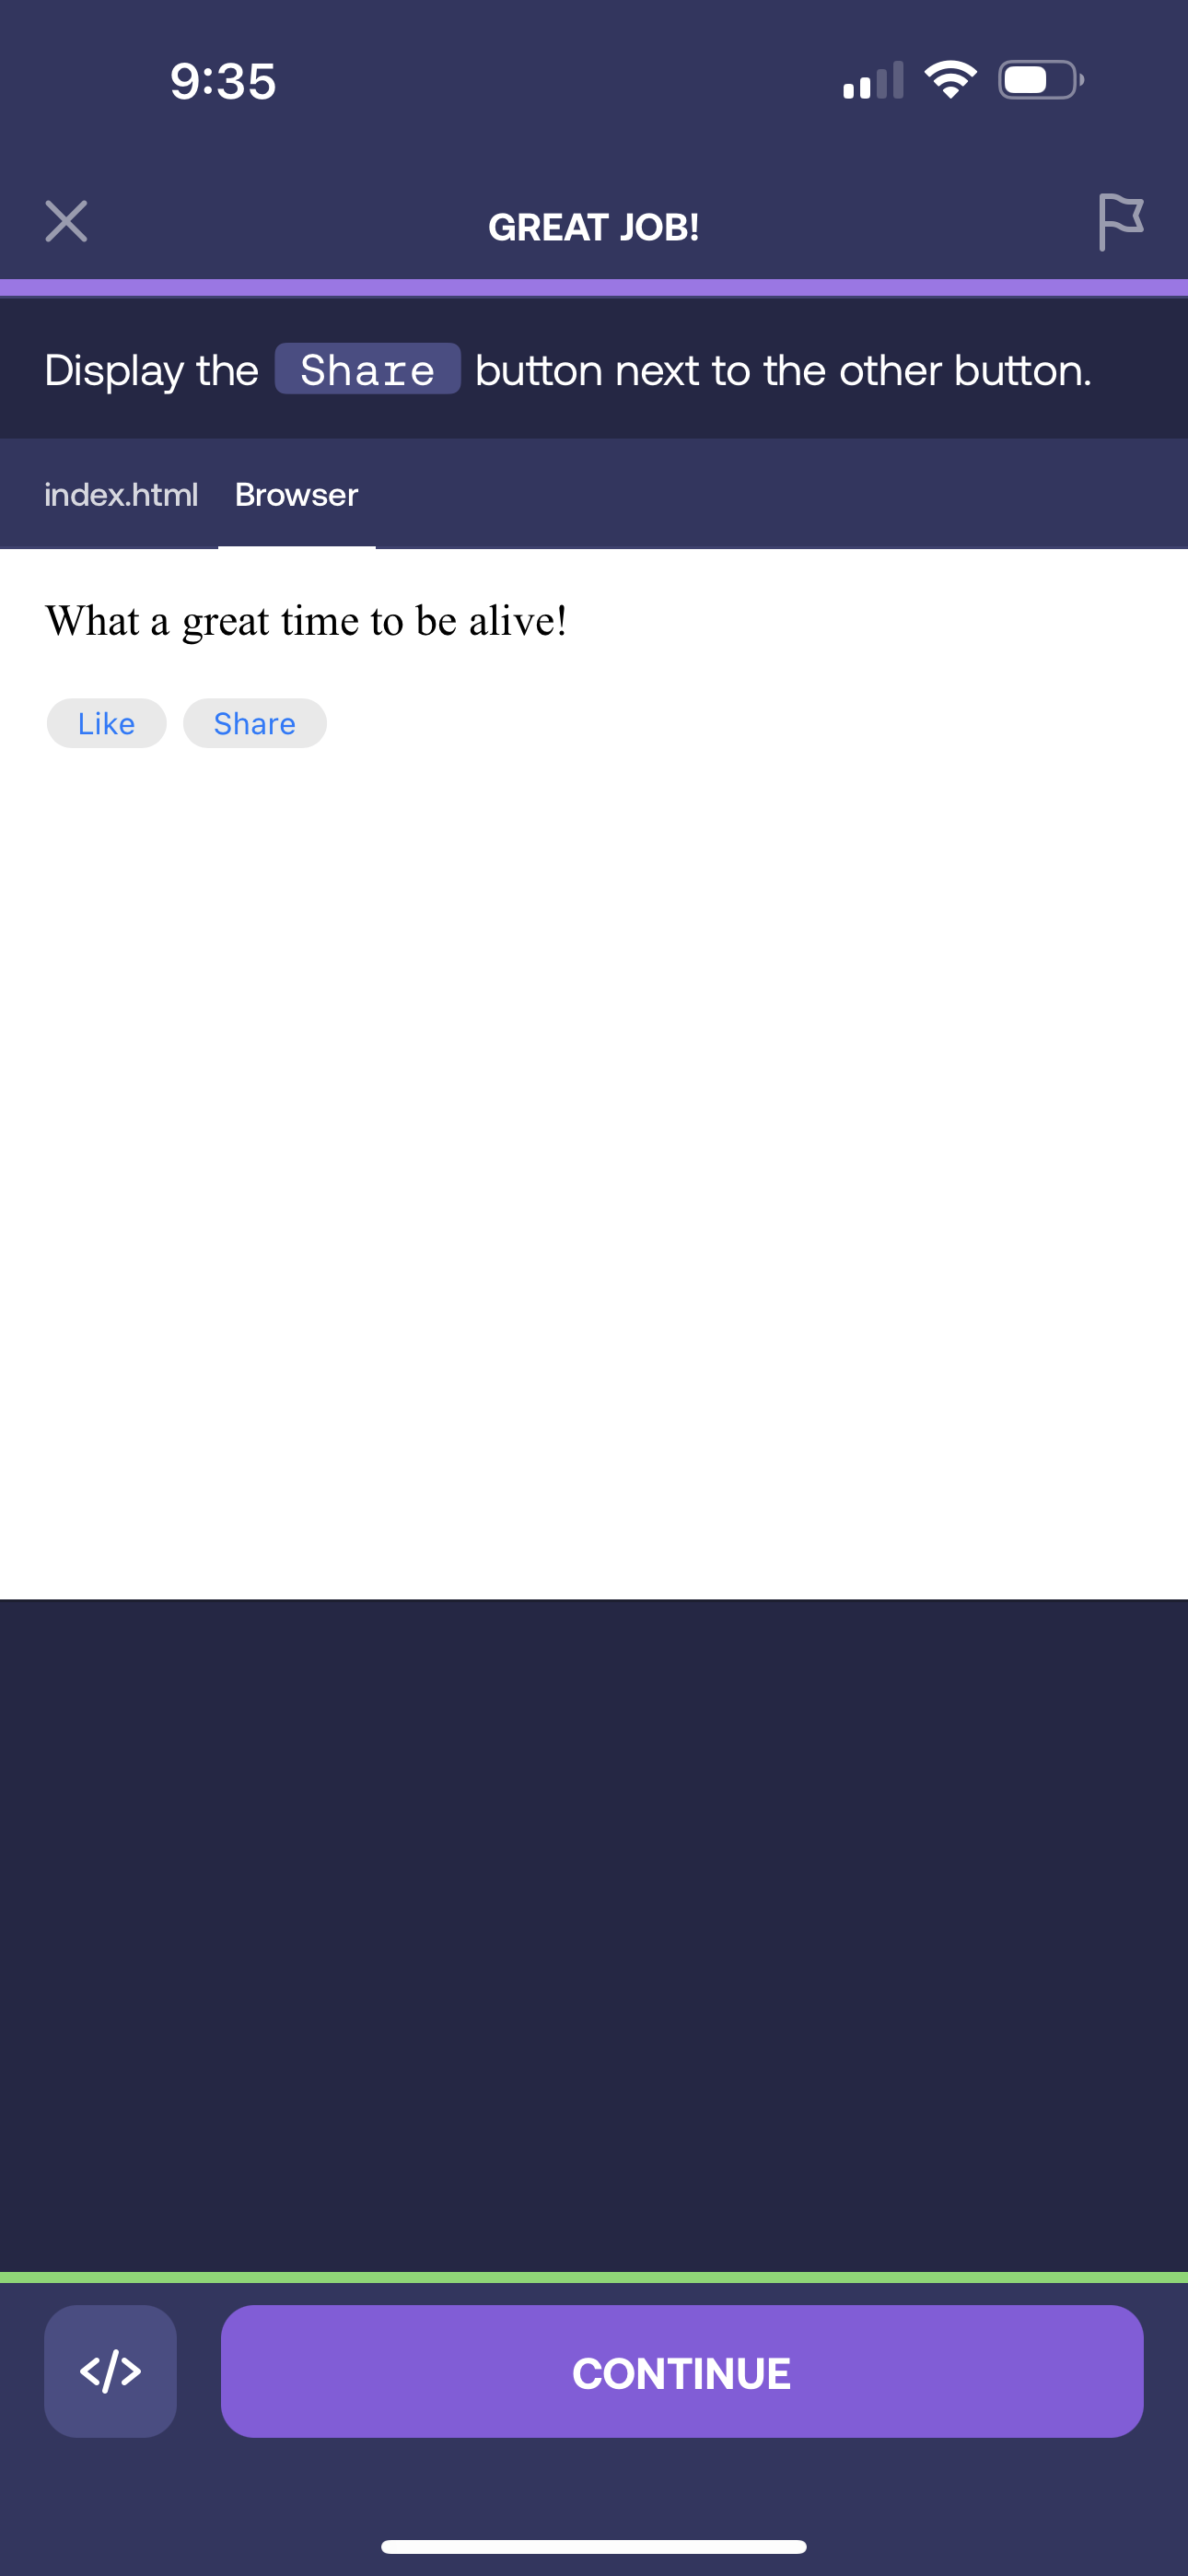 9:35
GREAT JOB!
Display the Share button next to the other button.
index.html Browser
What a great time to be alive!
Like Share
</>
CONTINUE